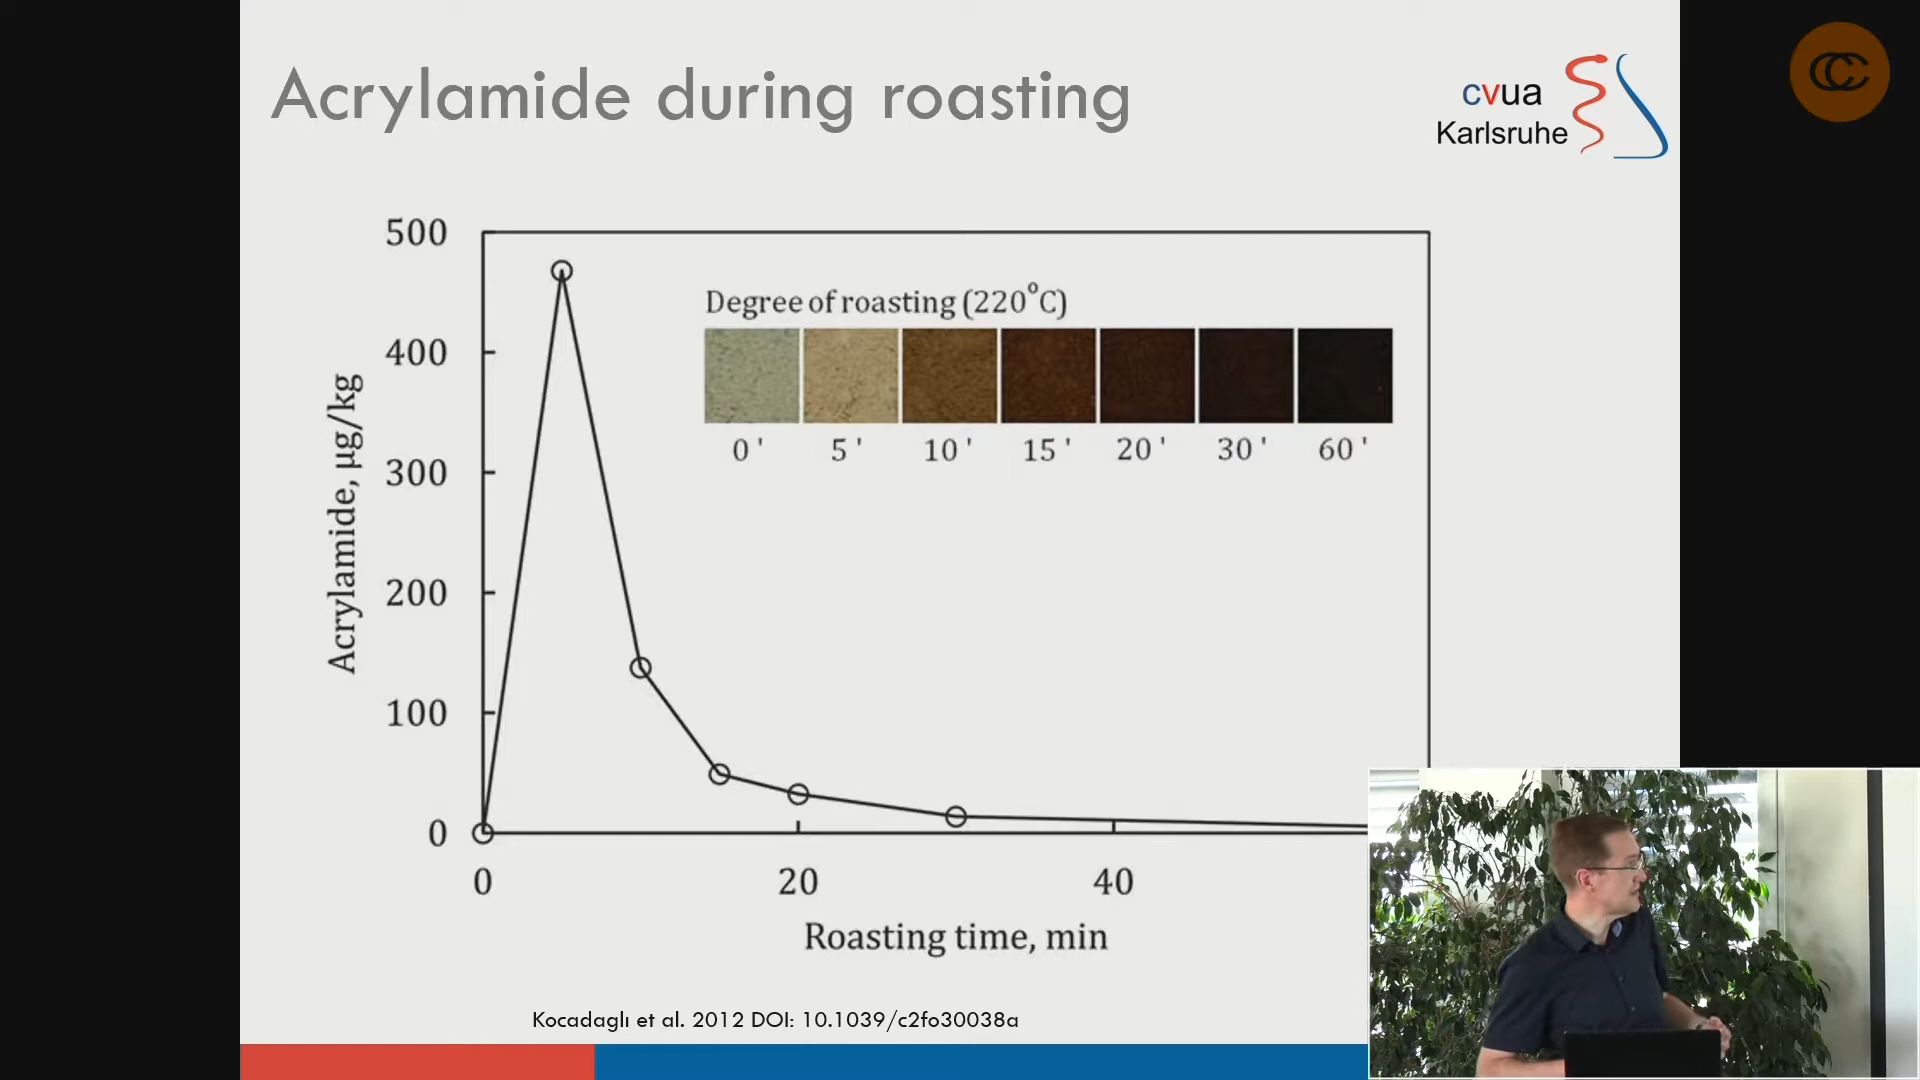 Acrylamide during roasting
cvua
Karlsruhe
500
400
300
200
100
0
Acrylamide, µg/kg
Degree of roasting (220°C)
0' 5' 10' 15' 20' 30' 60'
0 20 40
Roasting time, min
Kocadaglı et al. 2012 DOI: 10.1039/c2fo30038a